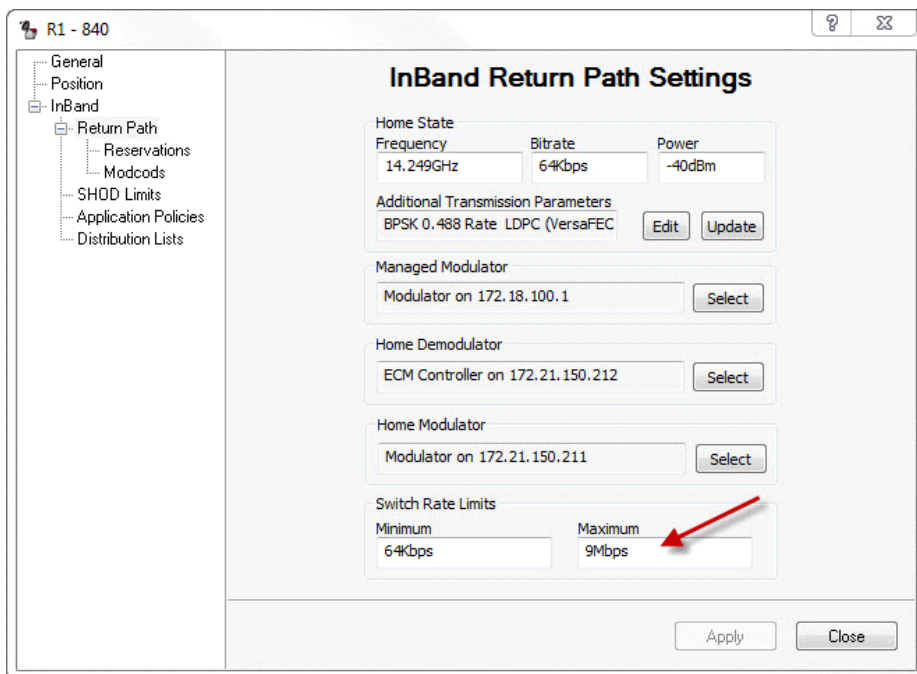 R1 - 840
General
Position
InBand
Return Path
Reservations
Modcods
SHOD Limits
Application Policies
Distribution Lists
InBand Return Path Settings
Home State
Frequency Bitrate Power
14.249GHz 64Kbps -40dBm
Additional Transmission Parameters
BPSK 0.488 Rate LDPC (VersaFEC Edit Update
Managed Modulator
Modulator on 172.18.100.1 Select
Home Demodulator
ECM Controller on 172.21.150.212 Select
Home Modulator
Modulator on 172.21.150.211 Select
Switch Rate Limits
Minimum Maximum
64Kbps 9Mbps
Apply Close